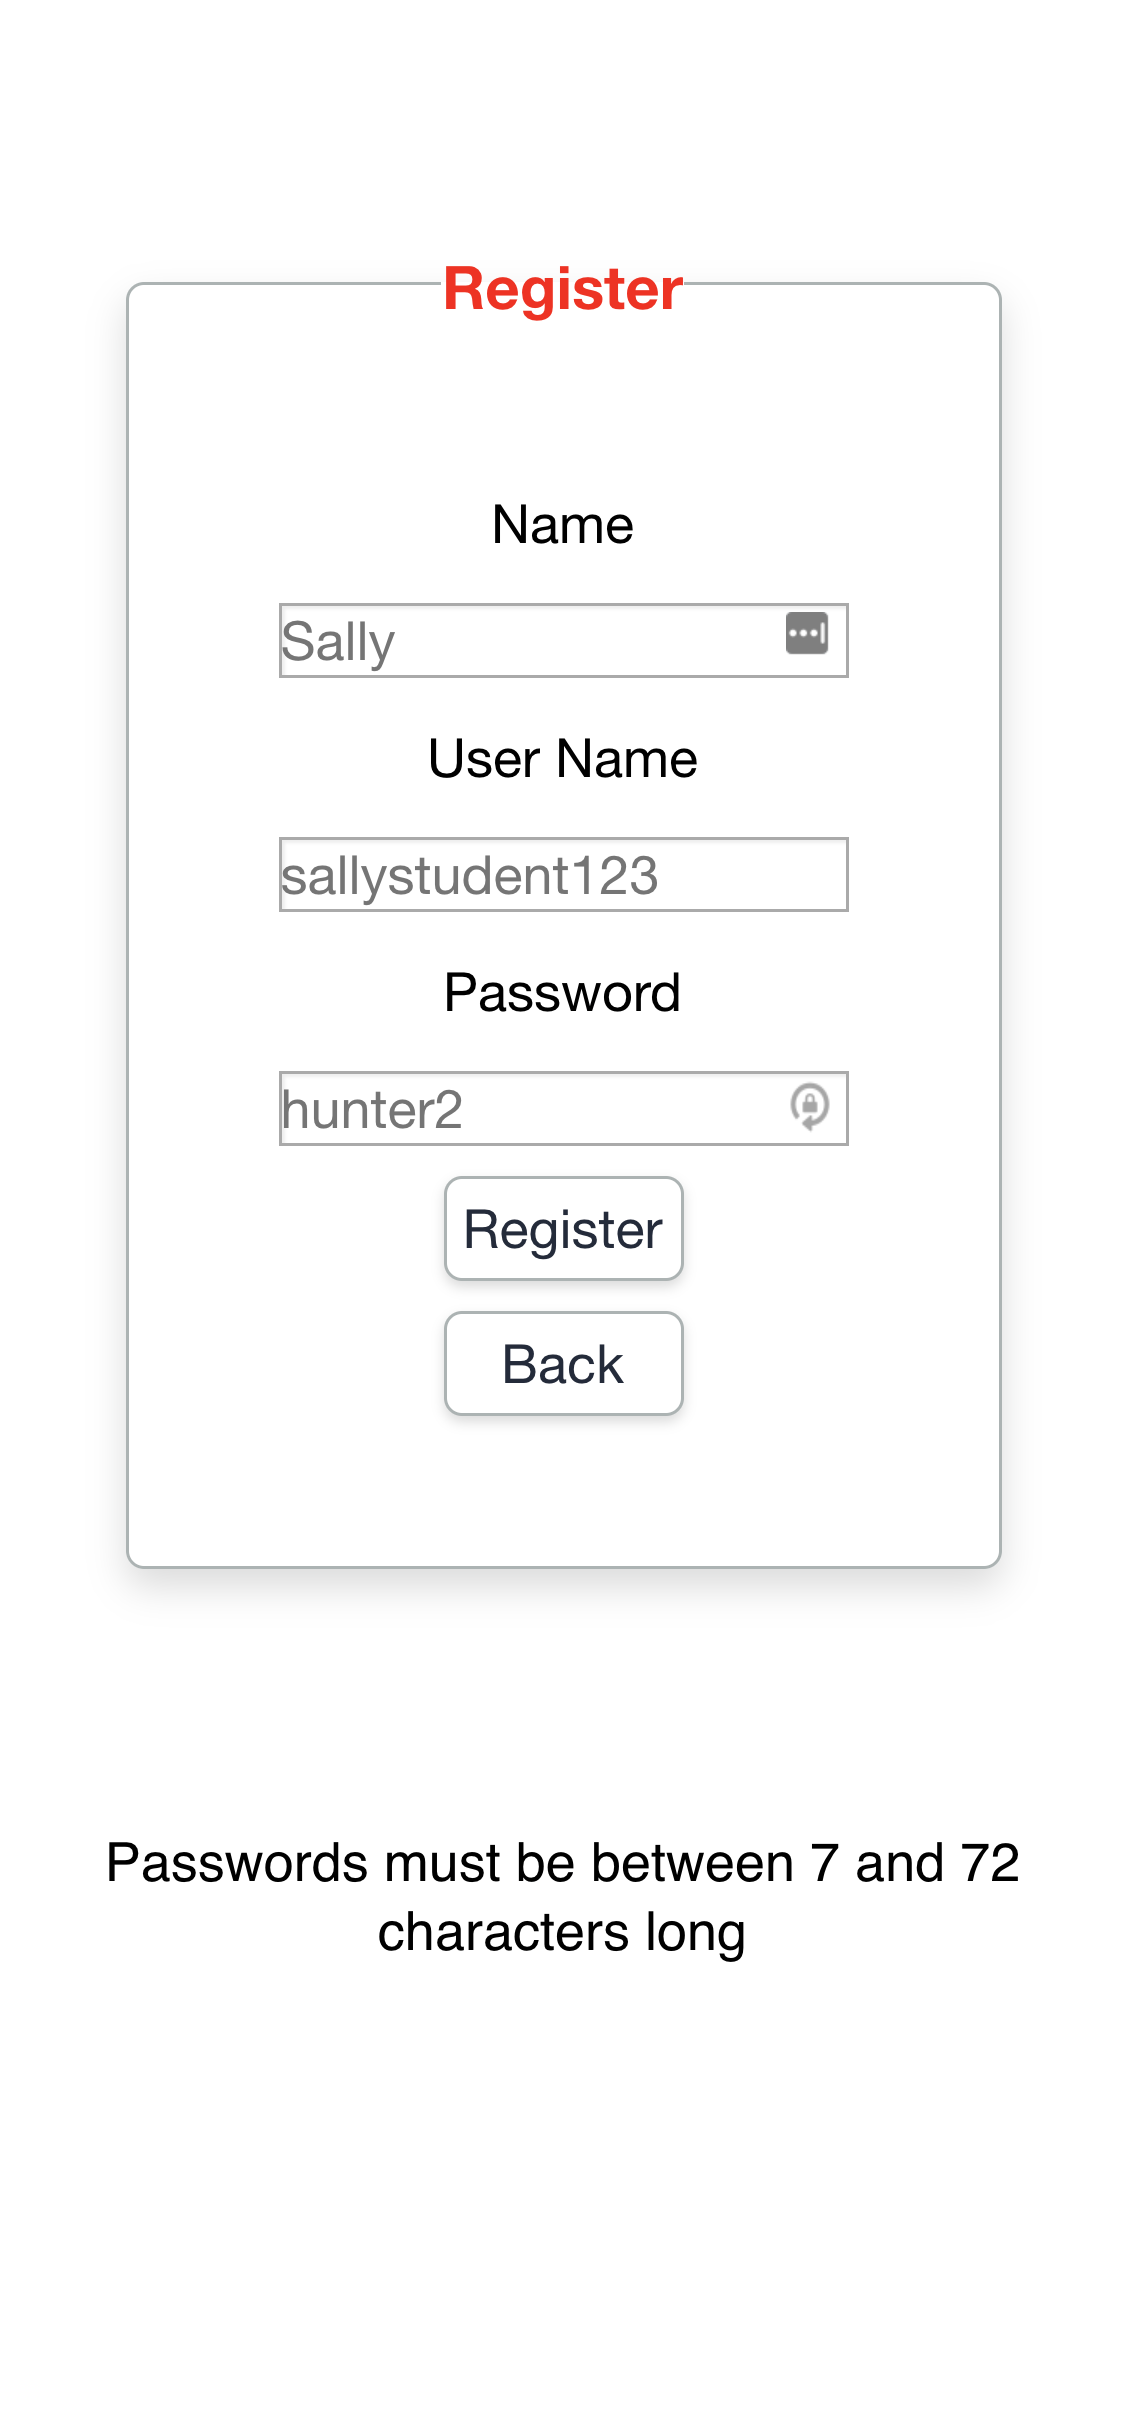 Register
Name
Sally
User Name
sallystudent123
Password
hunter2
Register
Back
Passwords must be between 7 and 72
characters long